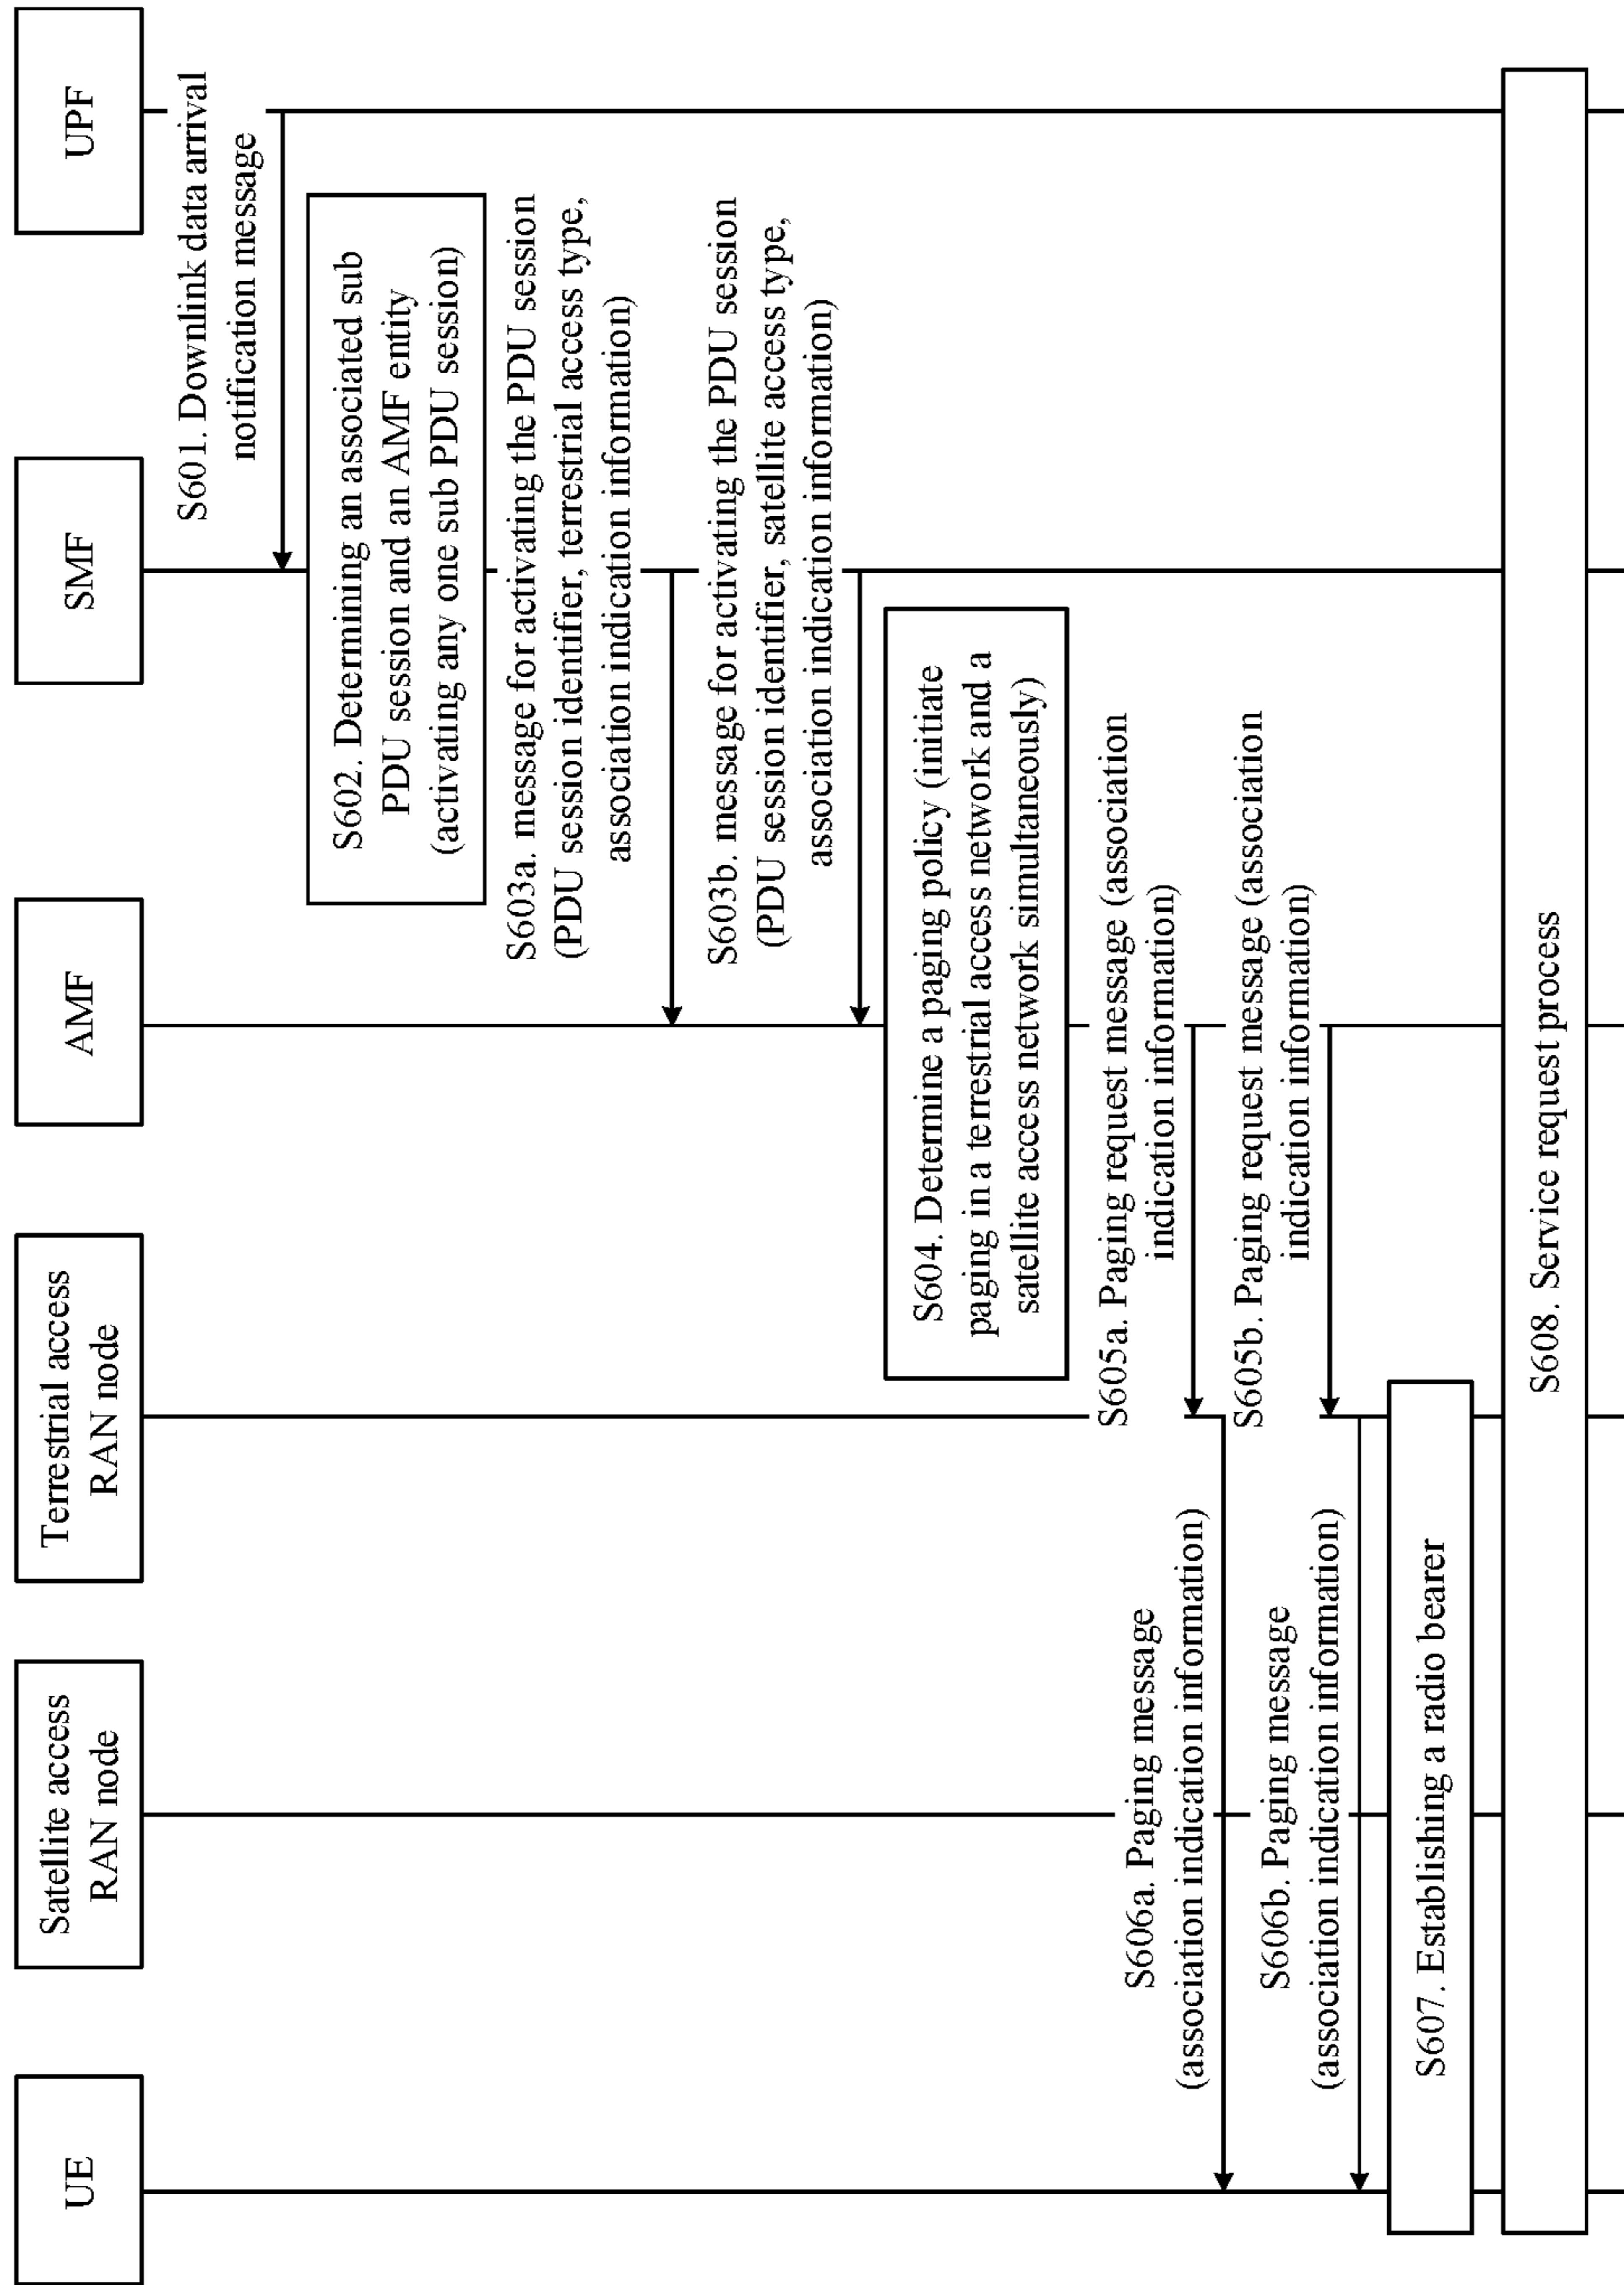 UE
Satellite access
RAN node
Terrestrial access
RAN node
AMF
SMF
UPF
S601. Downlink data arrival
notification message
S602. Determining an associated sub
PDU session and an AMF entity
(activating any one sub PDU session)
S603a. message for activating the PDU session
(PDU session identifier, terrestrial access type,
association indication information)
S603b. message for activating the PDU session
(PDU session identifier, satellite access type,
association indication information)
S604. Determine a paging policy (initiate
paging in a terrestrial access network and a
satellite access network simultaneously)
S605a. Paging request message (association
indication information)
S606a. Paging message
(association indication information)
S605b. Paging request message (association
indication information)
S606b. Paging message
(association indication information)
S607. Establishing a radio bearer
S608. Service request process